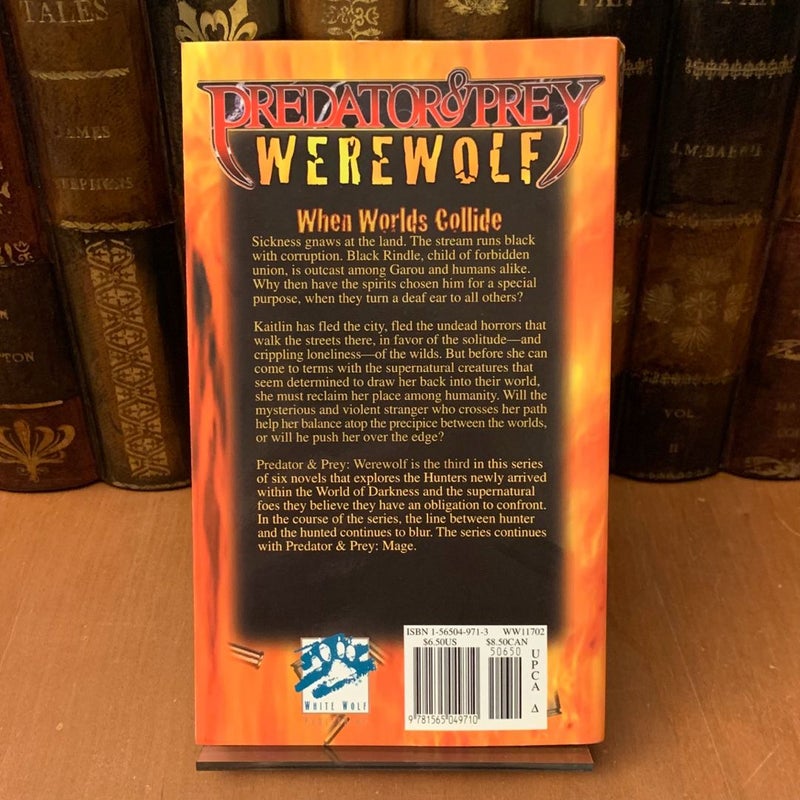 TALES
JAMES
STEPHENS
TON
J.M.BARRIE
VOL
II
PREDATOR & PREY
WEREWOLF
When Worlds Collide
Sickness gnaws at the land. The stream runs black
with corruption. Black Rindle, child of forbidden
union, is outcast among Garou and humans alike.
Why then have the spirits chosen him for a special
purpose, when they turn a deaf ear to all others?
Kaitlin has fled the city, fled the undead horrors that
walk the streets there, in favor of the solitude—and
crippling loneliness—of the wilds. But before she can
come to terms with the supernatural creatures that
seem determined to draw her back into their world,
she must reclaim her place among humanity. Will the
mysterious and violent stranger who crosses her path
help her balance atop the precipice between the worlds,
or will he push her over the edge?
Predator & Prey: Werewolf is the third in this series
of six novels that explores the Hunters newly arrived
within the World of Darkness and the supernatural
foes they believe they have an obligation to confront.
In the course of the series, the line between hunter
and the hunted continues to blur. The series continues
with Predator & Prey: Mage.
WHITE WOLF
ISBN 1-56504-971-3 WW11702
$6.50US $8.50CAN
50650
UPCA Δ
9 781565 049710